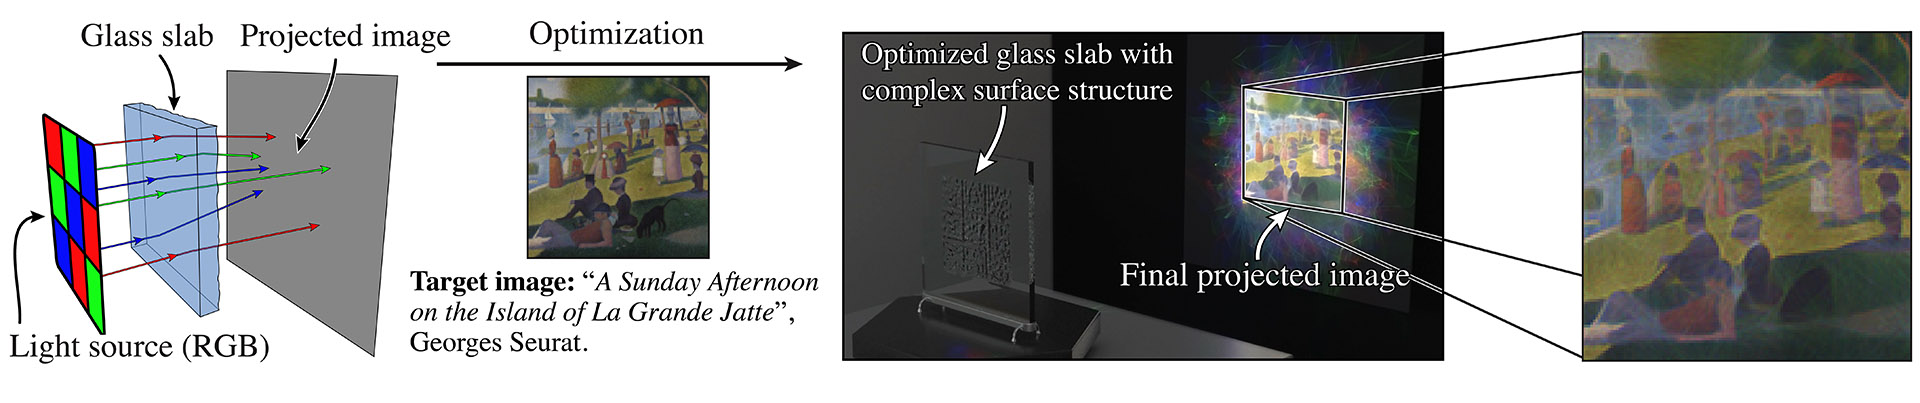 Glass slab
Projected image
Optimization
Light source (RGB)
Target image: “A Sunday Afternoon
on the Island of La Grande Jatte”,
Georges Seurat.
Optimized glass slab with
complex surface structure
Final projected image